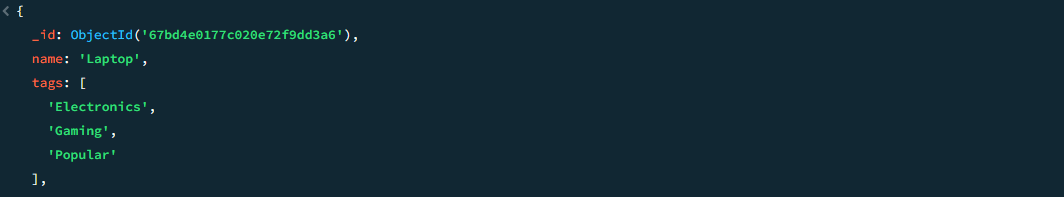 < {
_id: ObjectId('67bd4e0177c020e72f9dd3a6'),
name: 'Laptop',
tags: [
'Electronics',
'Gaming',
'Popular'
],